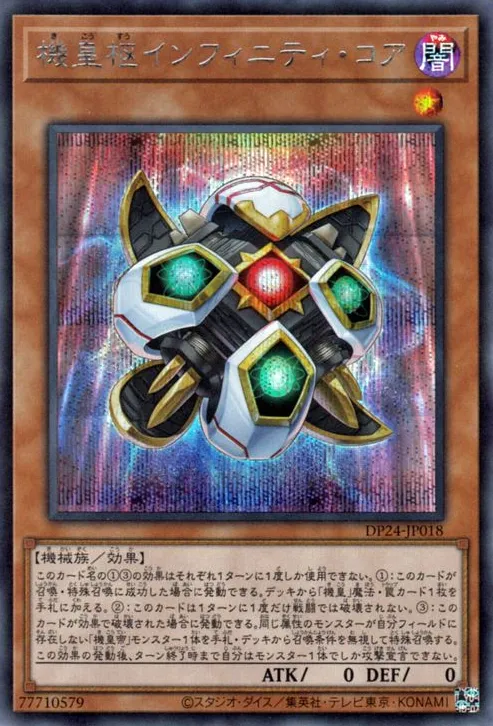 機皇枢インフィニティ・コア
闇
DP24-JP018
【機械族/効果】
このカード名の①③の効果はそれぞれ1ターンに1度しか使用できない。①:このカードが
召喚・特殊召喚に成功した場合に発動できる。デッキから「機皇」魔法・罠カード1枚を
手札に加える。②:このカードは1ターンに1度だけ戦闘では破壊されない。③:このカ
ードが効果で破壊された場合に発動できる。同じ属性のモンスターが自分フィールドに
存在しない「機皇帝」モンスター1体を手札・デッキから召喚条件を無視して特殊召喚する。
この効果の発動後、ターン終了時まで自分はモンスター1体でしか攻撃宣言できない。
ATK/ 0 DEF/ 0
77710579
©スタジオ・ダイス/集英社・テレビ東京・KONAMI